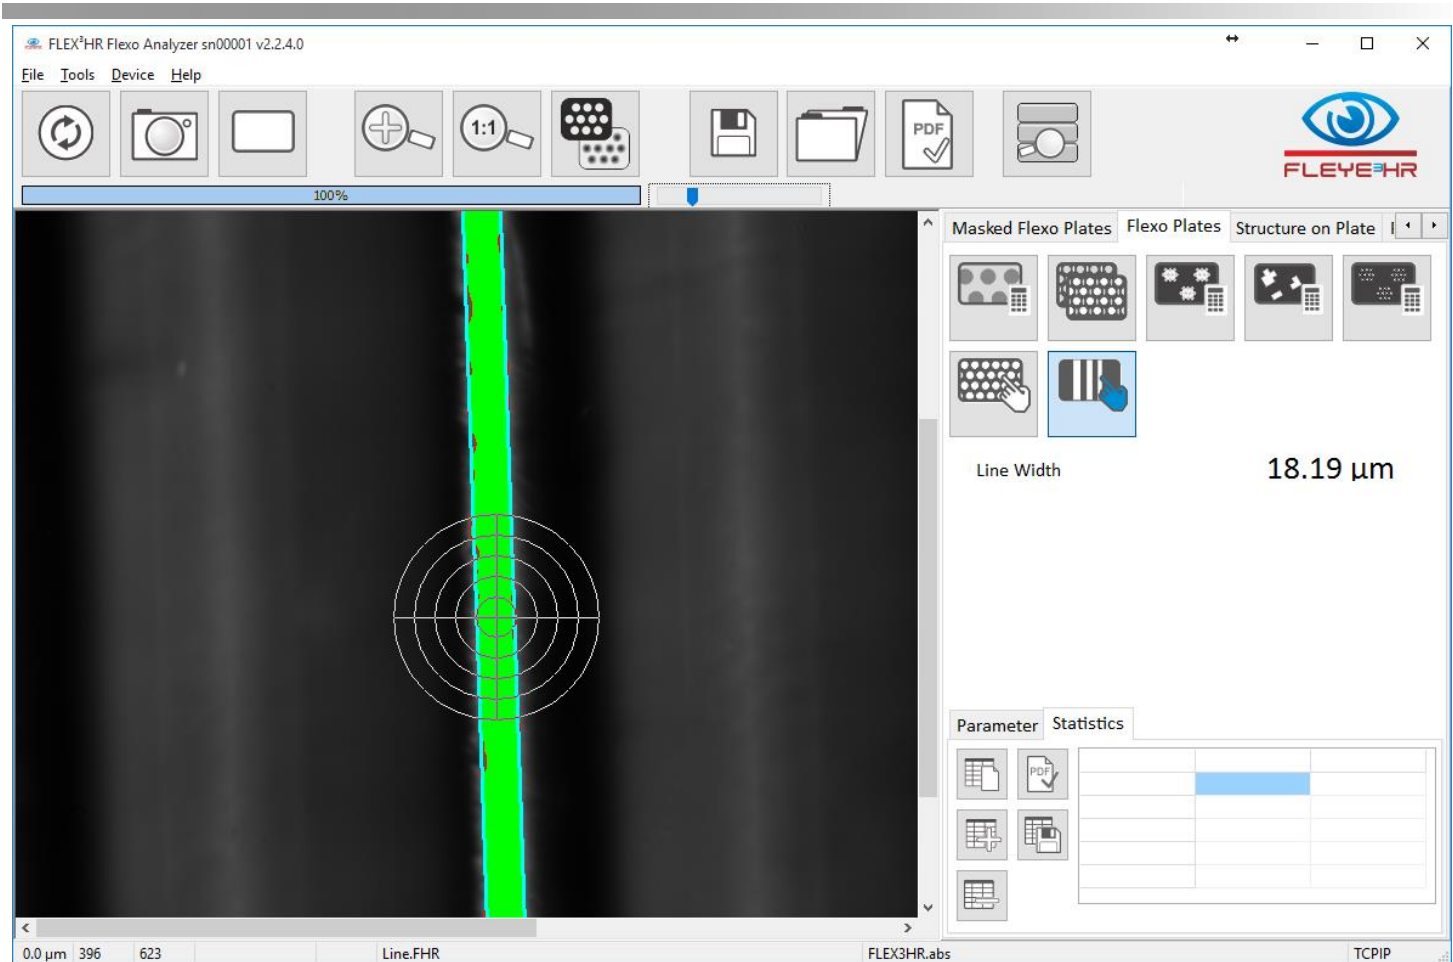 FLEX³HR Flexo Analyzer sn00001 v2.2.4.0
File Tools Device Help
1:1
PDF
FLEYE3HR
100%
Masked Flexo Plates Flexo Plates Structure on Plate
Line Width 18.19 µm
Parameter Statistics
PDF
0.0 µm 396 623 Line.FHR FLEX3HR.abs TCPIP